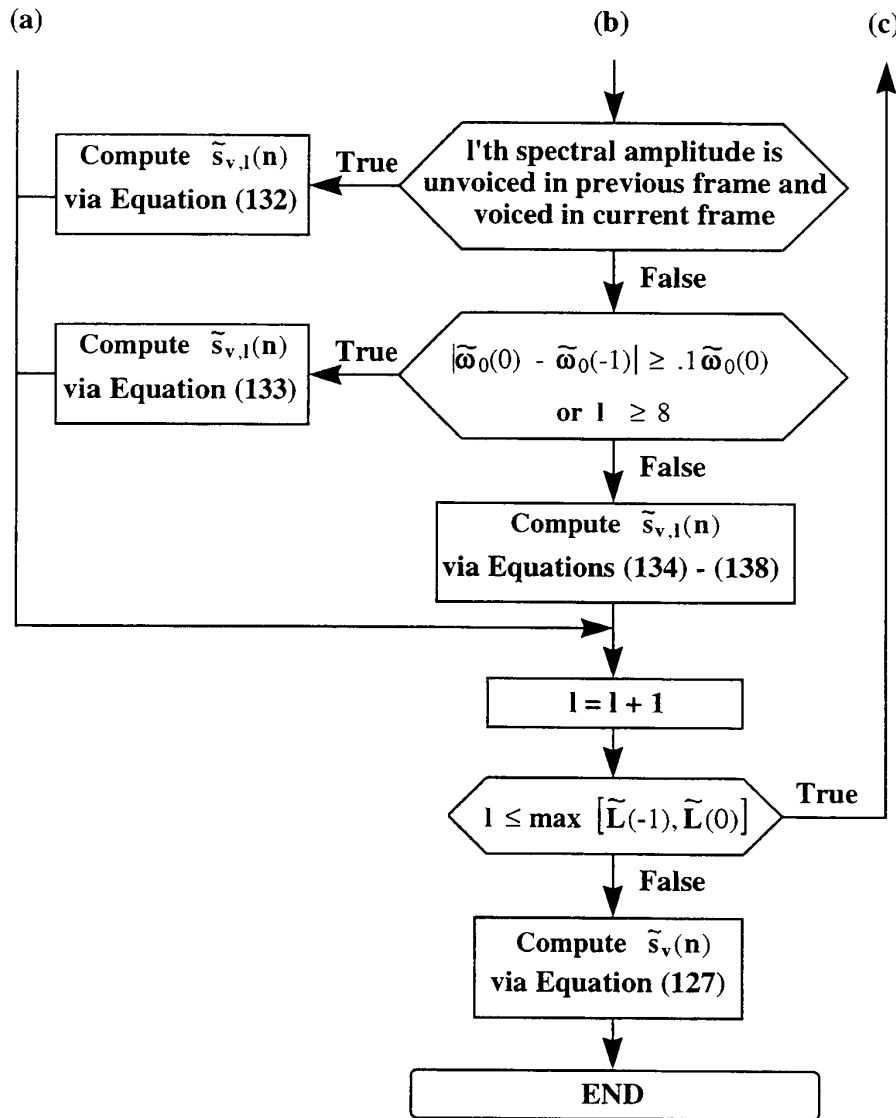 (a)
(b)
(c)
l'th spectral amplitude is
unvoiced in previous frame and
voiced in current frame
True
Compute s̃v,l(n)
via Equation (132)
False
|ω̃0(0) - ω̃0(-1)| ≥ .1ω̃0(0)
or l ≥ 8
True
Compute s̃v,l(n)
via Equation (133)
False
Compute s̃v,l(n)
via Equations (134) - (138)
l = l + 1
l ≤ max [L̃(-1), L̃(0)]
True
False
Compute s̃v(n)
via Equation (127)
END